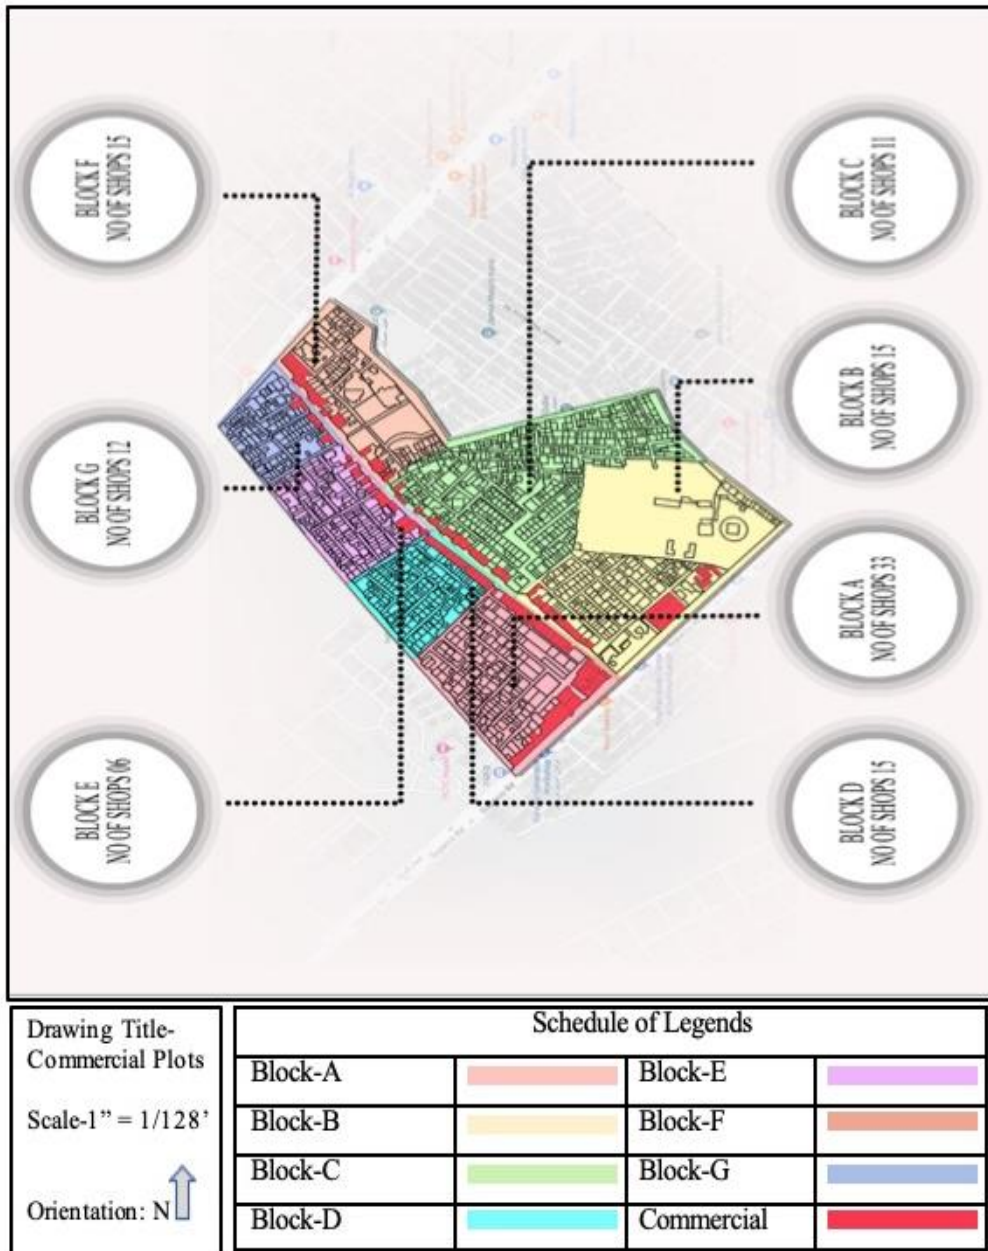 BLOCK F
NO OF SHOPS 15
BLOCK C
NO OF SHOPS 11
BLOCK B
NO OF SHOPS 15
BLOCK G
NO OF SHOPS 12
BLOCK A
NO OF SHOPS 33
BLOCK E
NO OF SHOPS 06
BLOCK D
NO OF SHOPS 15
Drawing Title-
Commercial Plots
Scale-1” = 1/128’
Orientation: N
Schedule of Legends
Block-A Block-E
Block-B Block-F
Block-C Block-G
Block-D Commercial